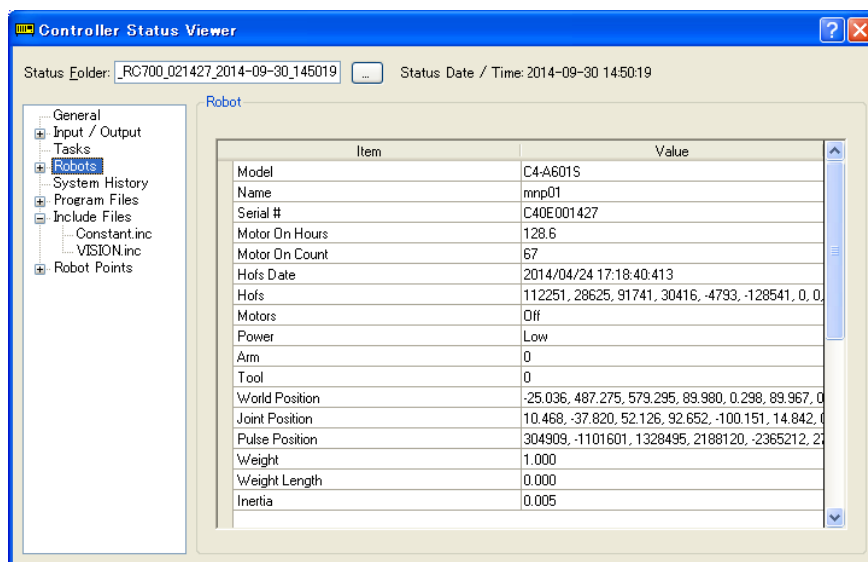 Controller Status Viewer
Status Folder: _RC700_021427_2014-09-30_145019 ... Status Date / Time: 2014-09-30 14:50:19
General
Input / Output
Tasks
Robots
System History
Program Files
Include Files
Constant.inc
VISION.inc
Robot Points
Robot
Item Value
Model C4-A601S
Name mnp01
Serial # C40E001427
Motor On Hours 128.6
Motor On Count 67
Hofs Date 2014/04/24 17:18:40:413
Hofs 112251, 28625, 91741, 30416, -4793, -128541, 0, 0,
Motors Off
Power Low
Arm 0
Tool 0
World Position -25.036, 487.275, 579.295, 89.980, 0.298, 89.967, 0
Joint Position 10.468, -37.820, 52.126, 92.652, -100.151, 14.842,
Pulse Position 304909, -1101601, 1328495, 2188120, -2365212,
Weight 1.000
Weight Length 0.000
Inertia 0.005